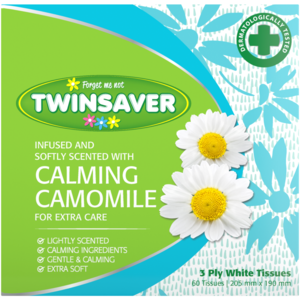 DERMATOLOGICALLY TESTED
Forget me not
TWINSAVER
INFUSED AND
SOFTLY SCENTED WITH
CALMING
CAMOMILE
FOR EXTRA CARE
LIGHTLY SCENTED
CALMING INGREDIENTS
GENTLE & CALMING
EXTRA SOFT
3 Ply White Tissues
60 Tissues | 205 mm x 190 mm